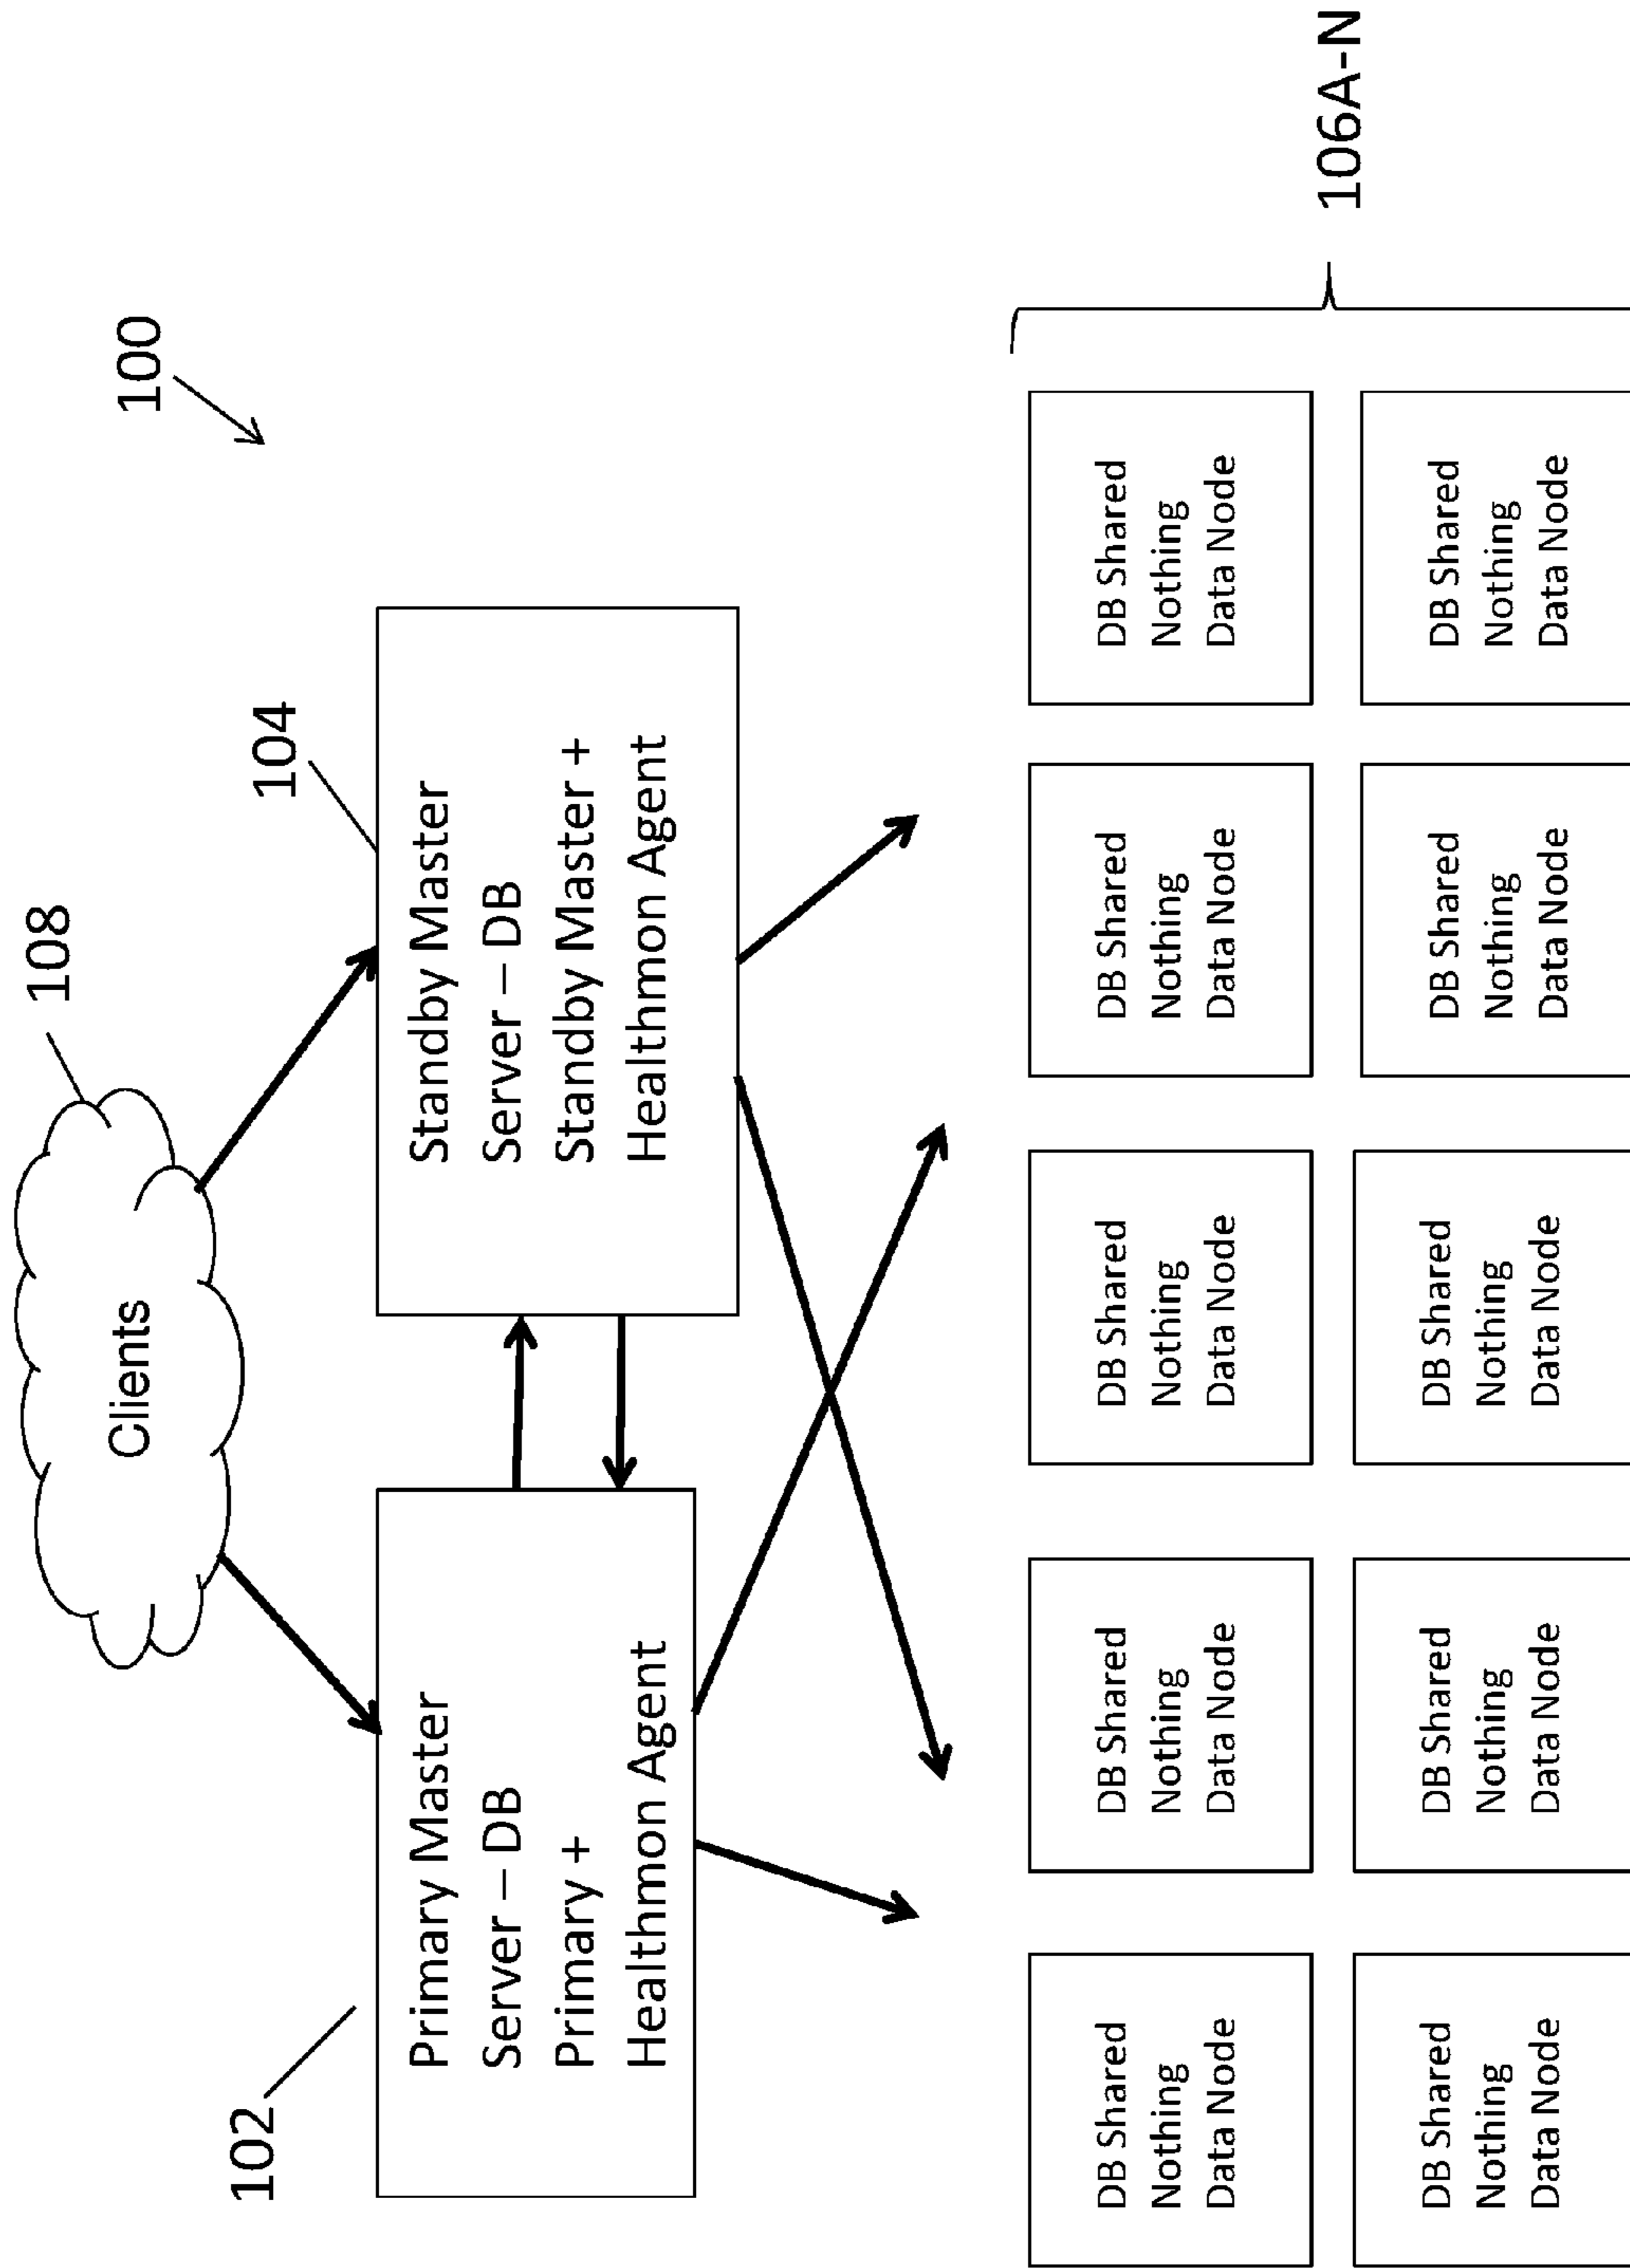 100
108
Clients
104
102
Primary Master
Server – DB
Primary +
Healthmon Agent
Standby Master
Server – DB
Standby Master +
Healthmon Agent
DB Shared
Nothing
Data Node
DB Shared
Nothing
Data Node
DB Shared
Nothing
Data Node
DB Shared
Nothing
Data Node
DB Shared
Nothing
Data Node
106A-N
DB Shared
Nothing
Data Node
DB Shared
Nothing
Data Node
DB Shared
Nothing
Data Node
DB Shared
Nothing
Data Node
DB Shared
Nothing
Data Node